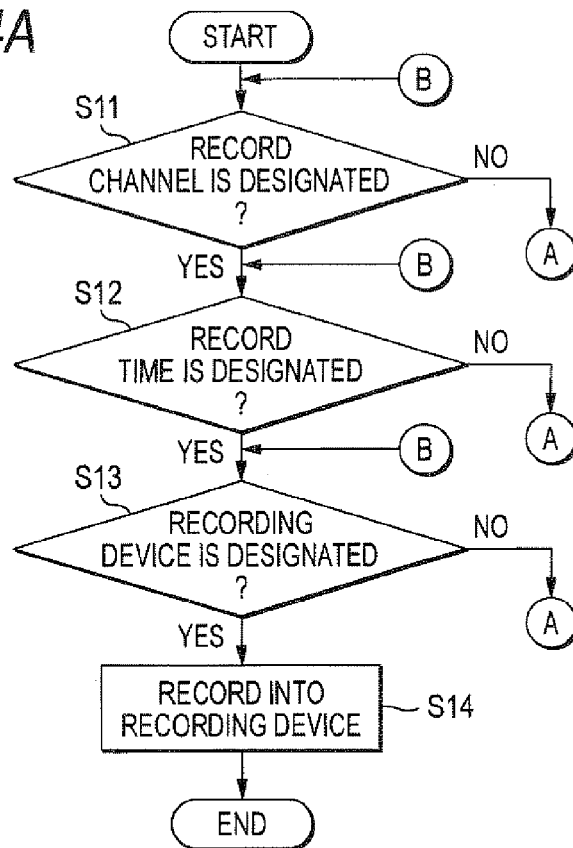 4A
START
B
S11
RECORD
CHANNEL IS DESIGNATED
?
NO
A
YES
B
S12
RECORD
TIME IS DESIGNATED
?
NO
A
YES
B
S13
RECORDING
DEVICE IS DESIGNATED
?
NO
A
YES
RECORD INTO
RECORDING DEVICE
S14
END